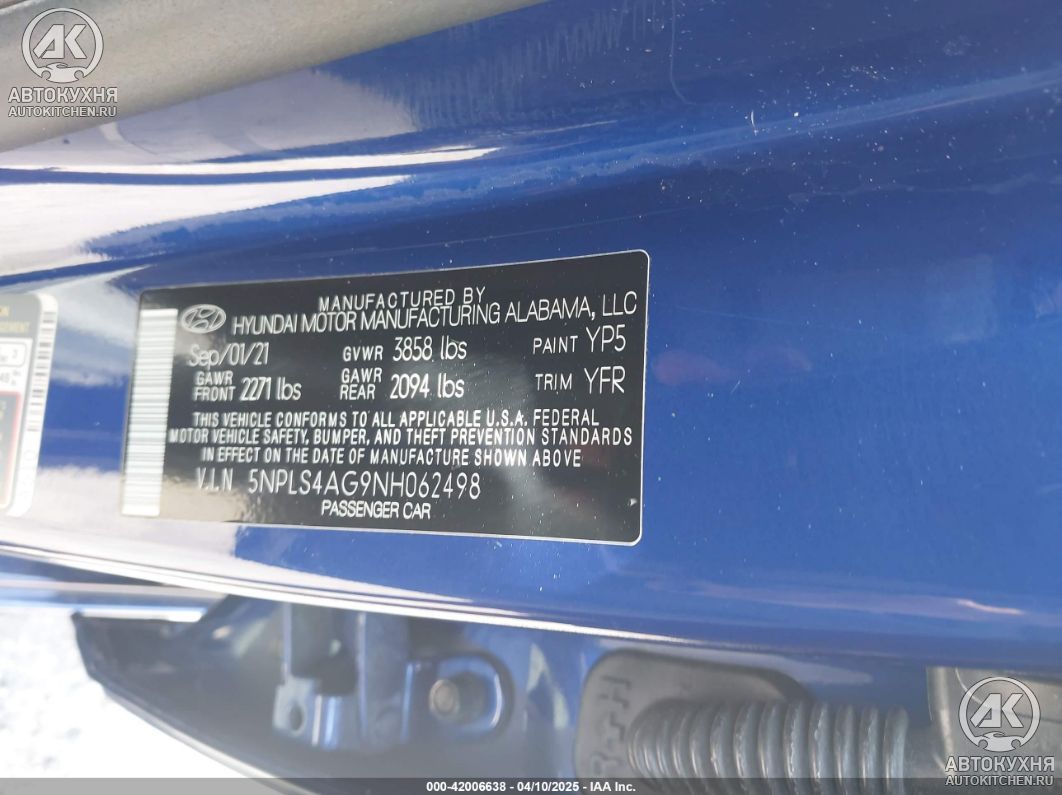 АВТОКУХНЯ
AUTOKITCHEN.RU
MANUFACTURED BY
HYUNDAI MOTOR MANUFACTURING ALABAMA, LLC
Sep/01/21 GVWR 3858 lbs PAINT YP5
GAWR FRONT 2271 lbs GAWR REAR 2094 lbs TRIM YFR
THIS VEHICLE CONFORMS TO ALL APPLICABLE U.S.A. FEDERAL
MOTOR VEHICLE SAFETY, BUMPER, AND THEFT PREVENTION STANDARDS
IN EFFECT ON THE DATE OF MANUFACTURE SHOWN ABOVE
V.I.N 5NPLS4AG9NH062498
PASSENGER CAR
АВТОКУХНЯ
AUTOKITCHEN.RU
000-42006638 - 04/10/2025 - IAA Inc.